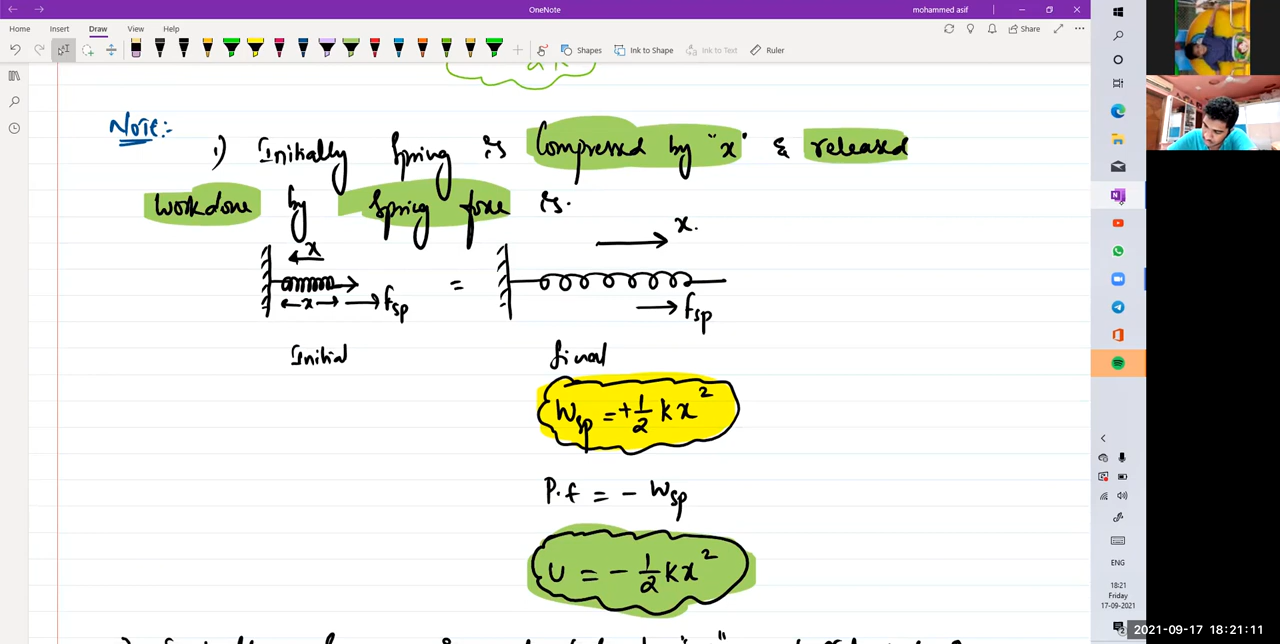 OneNote
mohammed asif
Home Insert Draw View Help
Share
Shapes Ink to Shape Ink to Text Ruler
Note:-
1) Initially Spring is Compressed by "x" & released
Workdone by Spring force is.
x
x.
x
fsp
=
fsp
Initial
final
Wsp = + 1/2 k x²
P.f = - Wsp
U = - 1/2 k x²
ENG
18:21
Friday
17-09-2021
2021-09-17 18:21:11